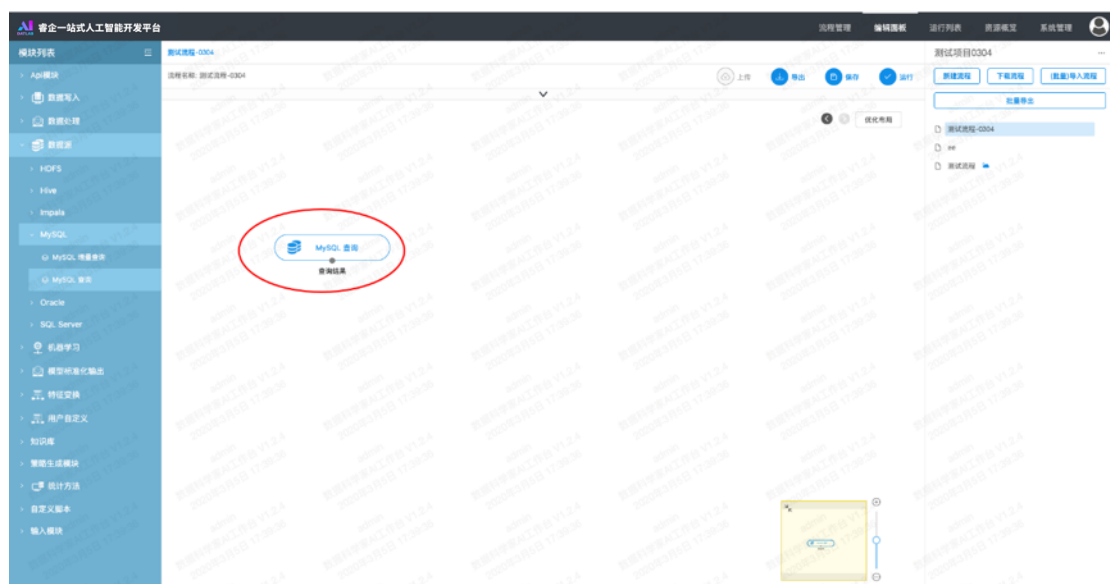 睿企一站式人工智能开发平台
流程管理 编辑面板 运行列表 资源概览 系统管理
模块列表
测试流程-0304
测试项目0304
流程名称: 测试流程-0304
上传 导出 保存 运行
新建流程 下载流程 (批量)导入流程
批量导出
优化布局
测试流程-0304
测试流程
Api模块
数据写入
数据处理
数据源
HDFS
Hive
Impala
MySQL
MySQL 增量查询
MySQL 查询
Oracle
SQL Server
机器学习
模型标准化输出
特征变换
用户自定义
知识库
策略生成模块
统计方法
自定义脚本
输入模块
MySQL 查询
查询结果